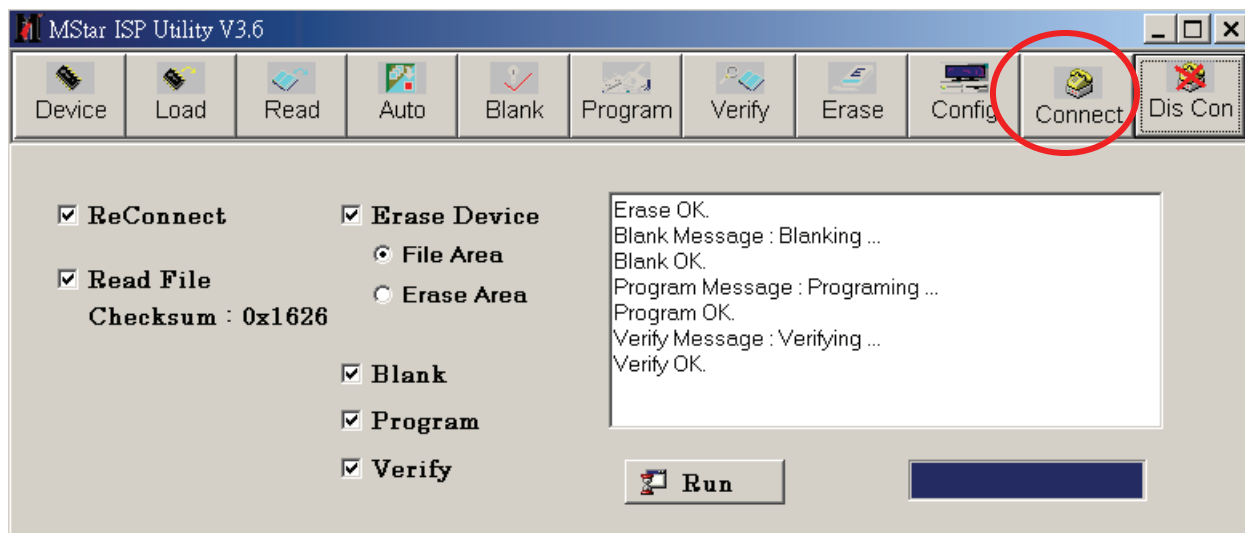 MStar ISP Utility V3.6
Device Load Read Auto Blank Program Verify Erase Config Connect Dis Con
ReConnect
Read File
Checksum : 0x1626
Erase Device
File Area
Erase Area
Blank
Program
Verify
Erase OK.
Blank Message : Blanking ...
Blank OK.
Program Message : Programing ...
Program OK.
Verify Message : Verifying ...
Verify OK.
Run